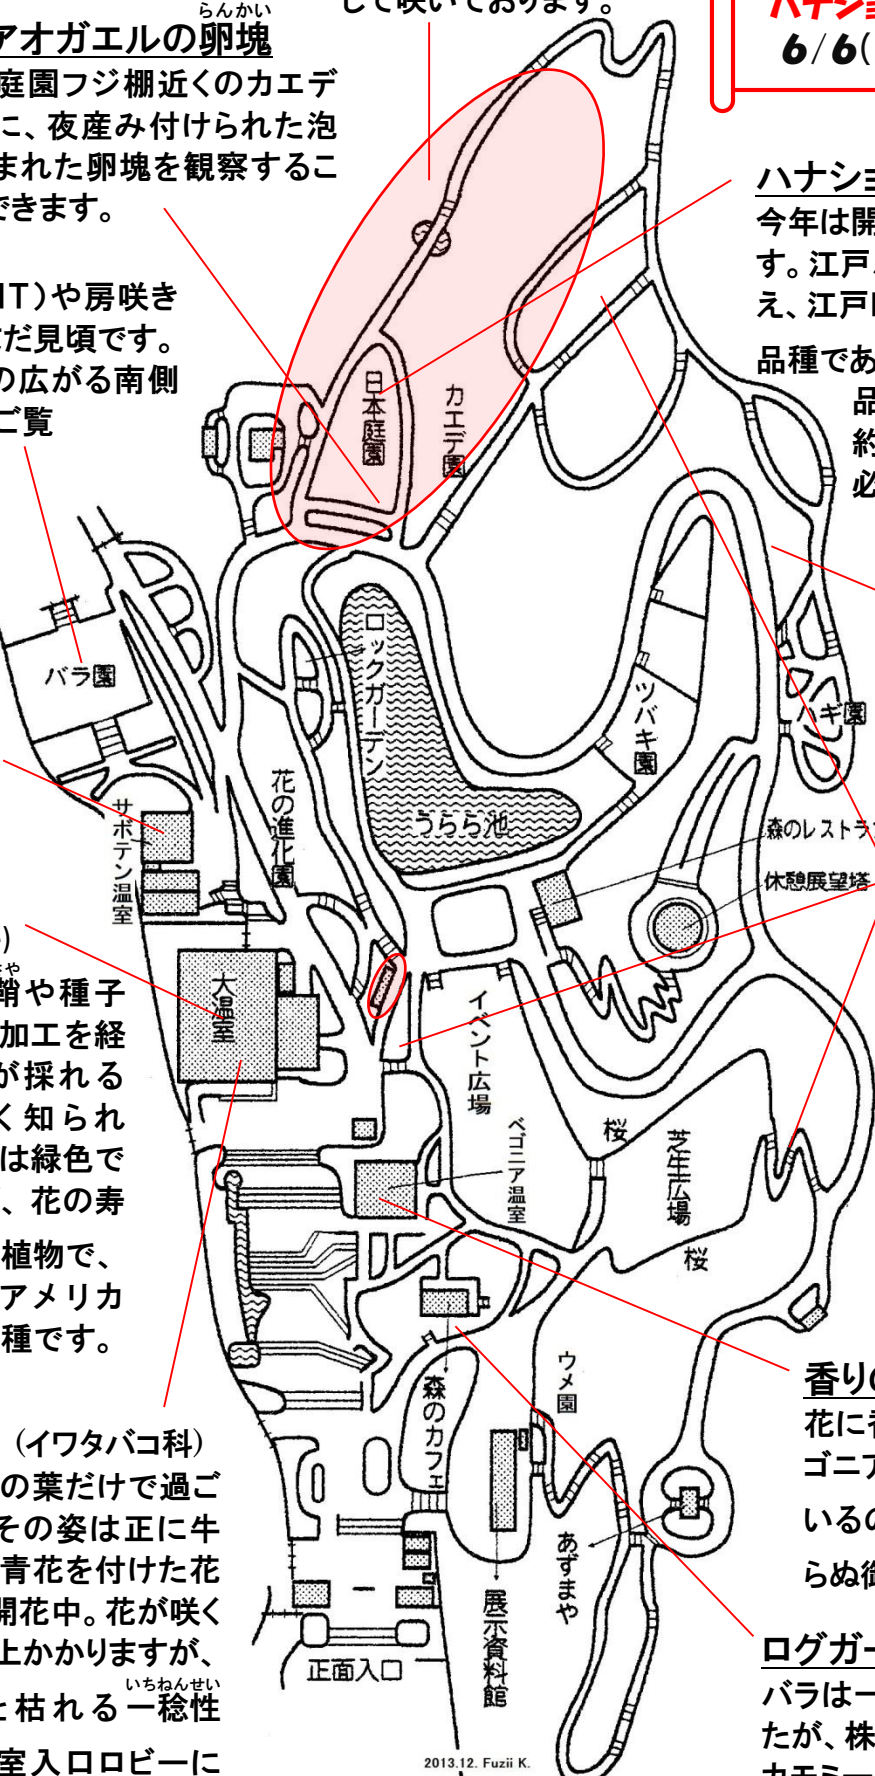 らんかい
アオガエルの卵塊
庭園フジ棚近くのカエデ
に、夜産み付けられた泡
まれた卵塊を観察するこ
できます。
して咲いております。
ハナショ
6/6(
ハナショ
今年は開
す。江戸
え、江戸
品種であ
品
約
必
IT)や房咲き
だ見頃です。
の広がる南側
ご覧
日本庭園
カエデ園
バラ園
ロックガーデン
ツバキ園
ハギ園
うらら池
花の進化園
サボテン温室
森のレストラ
休憩展望塔
大温室
イベント広場
ベゴニア温室
桜
芝生広場
桜
)
や
鞘や種子
加工を経
が採れる
く知られ
は緑色で
、花の寿
植物で、
アメリカ
種です。
ウメ園
森のカフェ
あずまや
展示資料館
正面入口
(イワタバコ科)
の葉だけで過ご
その姿は正に牛
青花を付けた花
開花中。花が咲く
上かかりますが、
いちねんせい
と枯れる一稔性
室入口ロビーに
香りの
花に香
ゴニア
いるの
らぬ御
ログガー
バラは一
たが、株
カモミー
2013.12. Fuzii K.